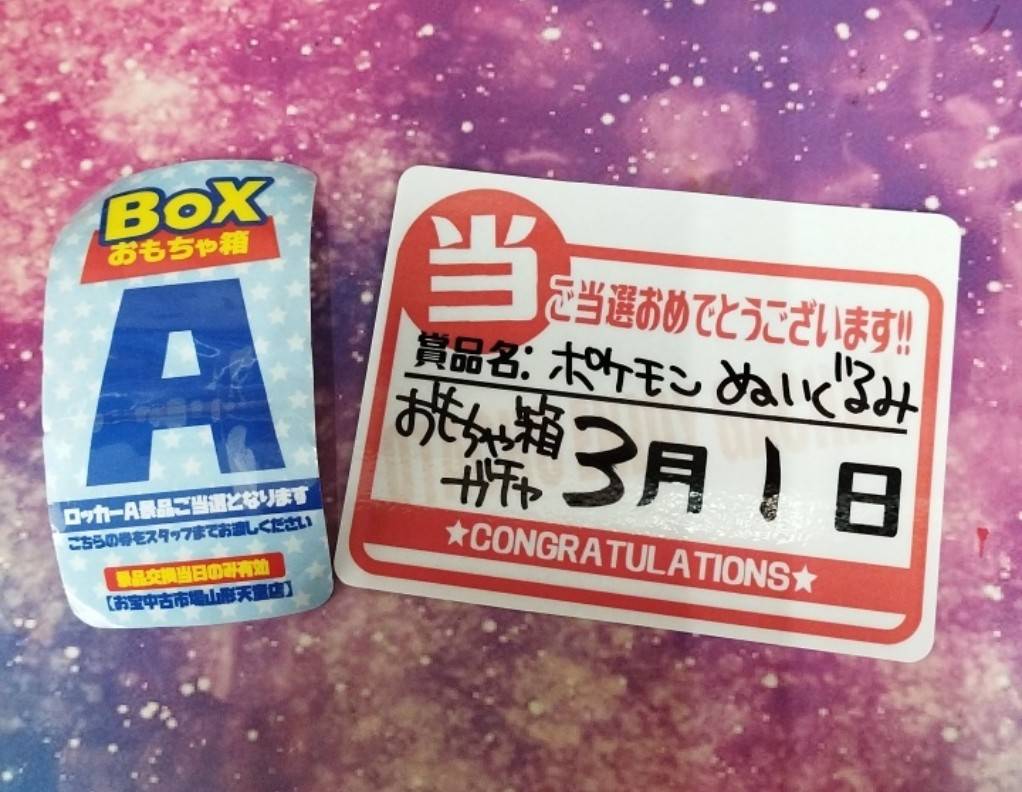 BOX
おもちゃ箱
A
ロッカーA景品ご当選となります
こちらの券をスタッフまでお渡しください
景品交換当日のみ有効
【お宝中古市場山形天童店】
当
ご当選おめでとうございます!!
賞品名: ポケモン ぬいぐるみ
おもちゃ箱
ガチャ
3月1日
★CONGRATULATIONS★